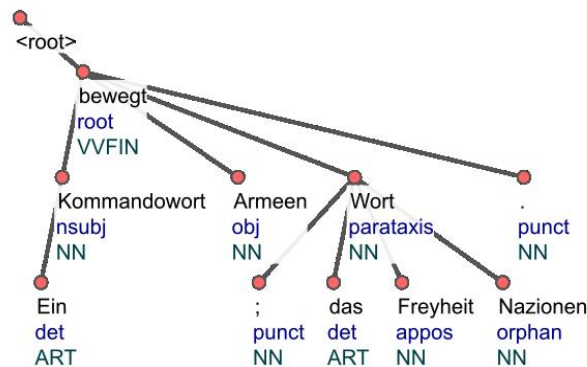 <root>
bewegt
root
VVFIN
Kommandowort Armeen Wort .
nsubj obj parataxis punct
NN NN NN NN
Ein ; das Freyheit Nazionen
det punct det appos orphan
ART NN ART NN NN